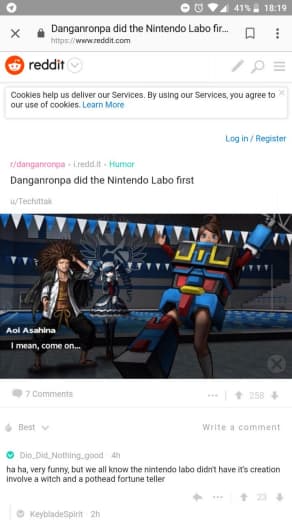 41% 18:19
Danganronpa did the Nintendo Labo fir...
https://www.reddit.com
reddit
Cookies help us deliver our Services. By using our Services, you agree to
our use of cookies. Learn More
Log in / Register
r/danganronpa • i.redd.it • Humor
Danganronpa did the Nintendo Labo first
u/Techittak
Aoi Asahina
I mean, come on...
7 Comments
258
Best
Write a comment
Dio_Did_Nothing_good · 4h
ha ha, very funny, but we all know the nintendo labo didn't have it's creation
involve a witch and a pothead fortune teller
23
KeybladeSpirit · 2h